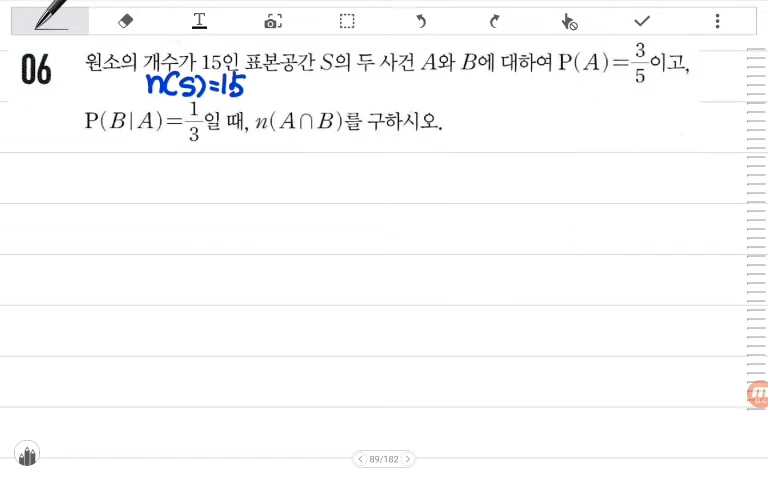 T
06 원소의 개수가 15인 표본공간 S의 두 사건 A와 B에 대하여 P(A)=3/5이고,
n(S)=15
P(B|A)=1/3일 때, n(A∩B)를 구하시오.
89/182